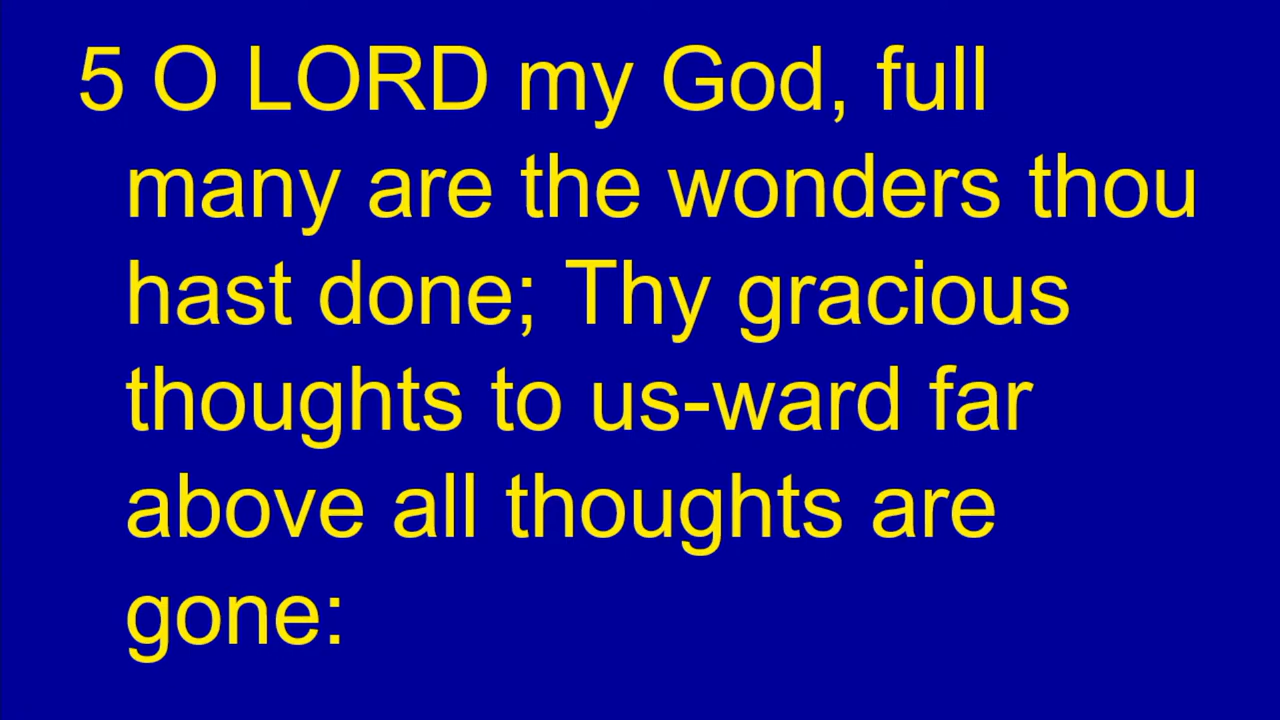 5 O LORD my God, full
many are the wonders thou
hast done; Thy gracious
thoughts to us-ward far
above all thoughts are
gone: